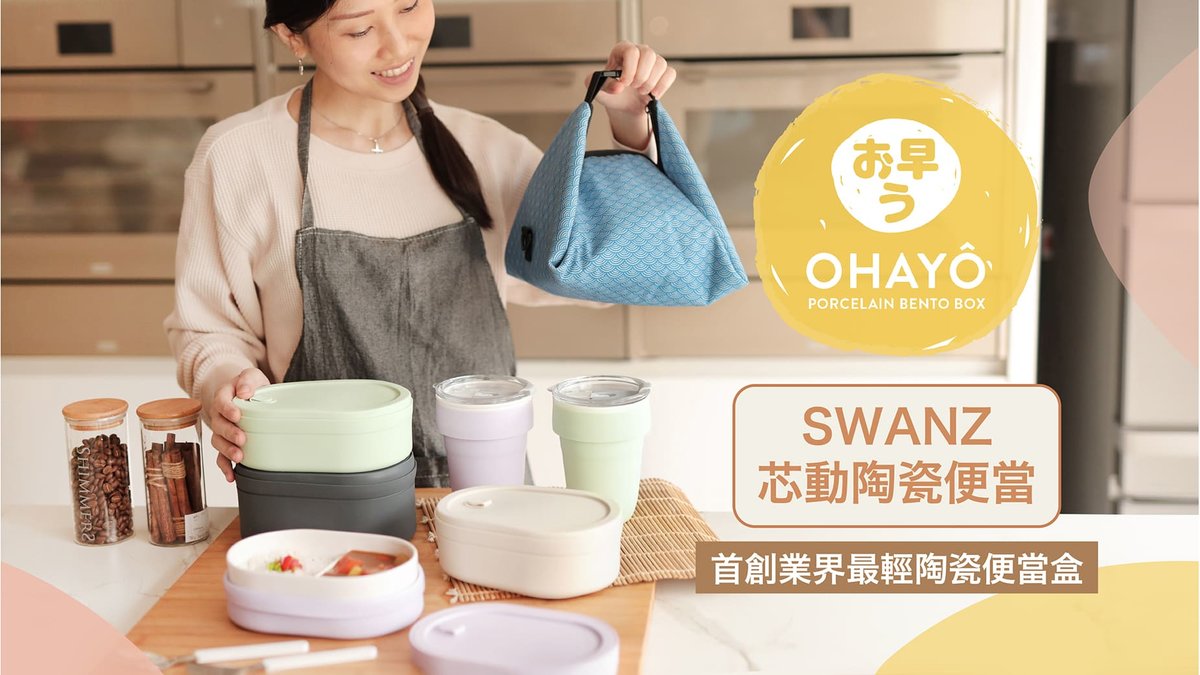 お早
う
OHAYÔ
PORCELAIN BENTO BOX
SWANZ
芯動陶瓷便當
首創業界最輕陶瓷便當盒
SHIMMERS